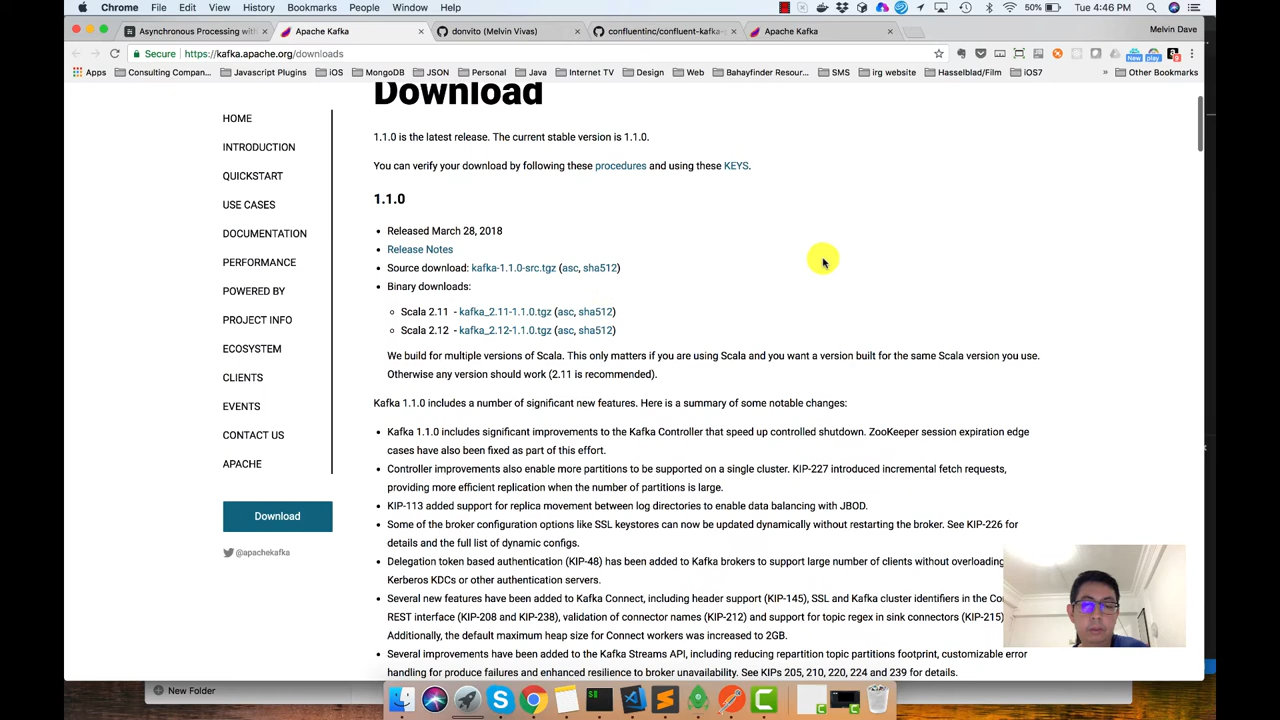 Chrome File Edit View History Bookmarks People Window Help 50% Tue 4:46 PM
Asynchronous Processing with Apache Kafka donvito (Melvin Vivas) confluentinc/confluent-kafka- Apache Kafka Melvin Dave
Secure https://kafka.apache.org/downloads
Apps Consulting Compan... Javascript Plugins iOS MongoDB JSON Personal Java Internet TV Design Web Bahayfinder Resour... SMS irg website Hasselblad/Film iOS7 » Other Bookmarks
Download
HOME
INTRODUCTION
QUICKSTART
USE CASES
DOCUMENTATION
PERFORMANCE
POWERED BY
PROJECT INFO
ECOSYSTEM
CLIENTS
EVENTS
CONTACT US
APACHE
Download
@apachekafka
1.1.0 is the latest release. The current stable version is 1.1.0.
You can verify your download by following these procedures and using these KEYS.
1.1.0
Released March 28, 2018
Release Notes
Source download: kafka-1.1.0-src.tgz (asc, sha512)
Binary downloads:
Scala 2.11 - kafka_2.11-1.1.0.tgz (asc, sha512)
Scala 2.12 - kafka_2.12-1.1.0.tgz (asc, sha512)
We build for multiple versions of Scala. This only matters if you are using Scala and you want a version built for the same Scala version you use.
Otherwise any version should work (2.11 is recommended).
Kafka 1.1.0 includes a number of significant new features. Here is a summary of some notable changes:
Kafka 1.1.0 includes significant improvements to the Kafka Controller that speed up controlled shutdown. ZooKeeper session expiration edge
cases have also been fixed as part of this effort.
Controller improvements also enable more partitions to be supported on a single cluster. KIP-227 introduced incremental fetch requests,
providing more efficient replication when the number of partitions is large.
KIP-113 added support for replica movement between log directories to enable data balancing with JBOD.
Some of the broker configuration options like SSL keystores can now be updated dynamically without restarting the broker. See KIP-226 for
details and the full list of dynamic configs.
Delegation token based authentication (KIP-48) has been added to Kafka brokers to support large number of clients without overloading
Kerberos KDCs or other authentication servers.
Several new features have been added to Kafka Connect, including header support (KIP-145), SSL and Kafka cluster identifiers in the Co
REST interface (KIP-208 and KIP-238), validation of connector names (KIP-212) and support for topic regex in sink connectors (KIP-215)
Additionally, the default maximum heap size for Connect workers was increased to 2GB.
Several improvements have been added to the Kafka Streams API, including reducing repartition topic partitions footprint, customizable error
handling for produce failures and enhanced resilience to broker unavailability. See KIPs 205, 210, 220, 224 and 239 for details.
New Folder